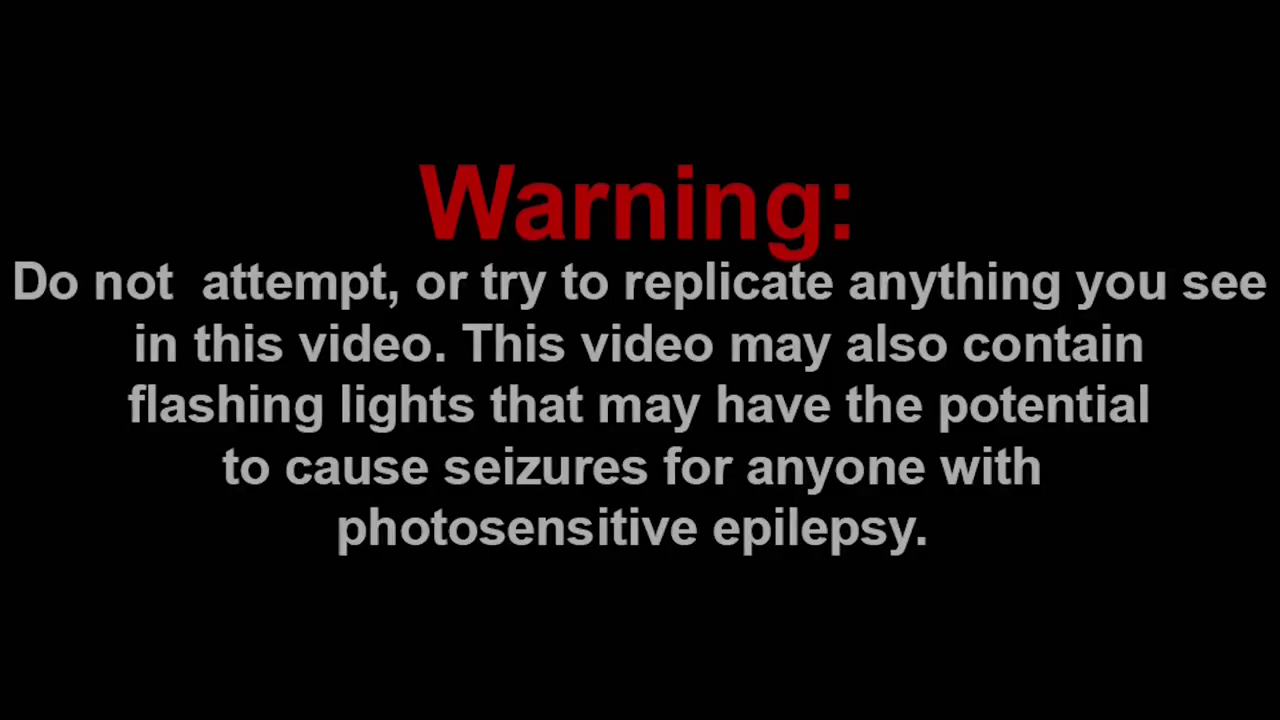 Warning:
Do not  attempt, or try to replicate anything you see
in this video. This video may also contain
flashing lights that may have the potential
to cause seizures for anyone with
photosensitive epilepsy.